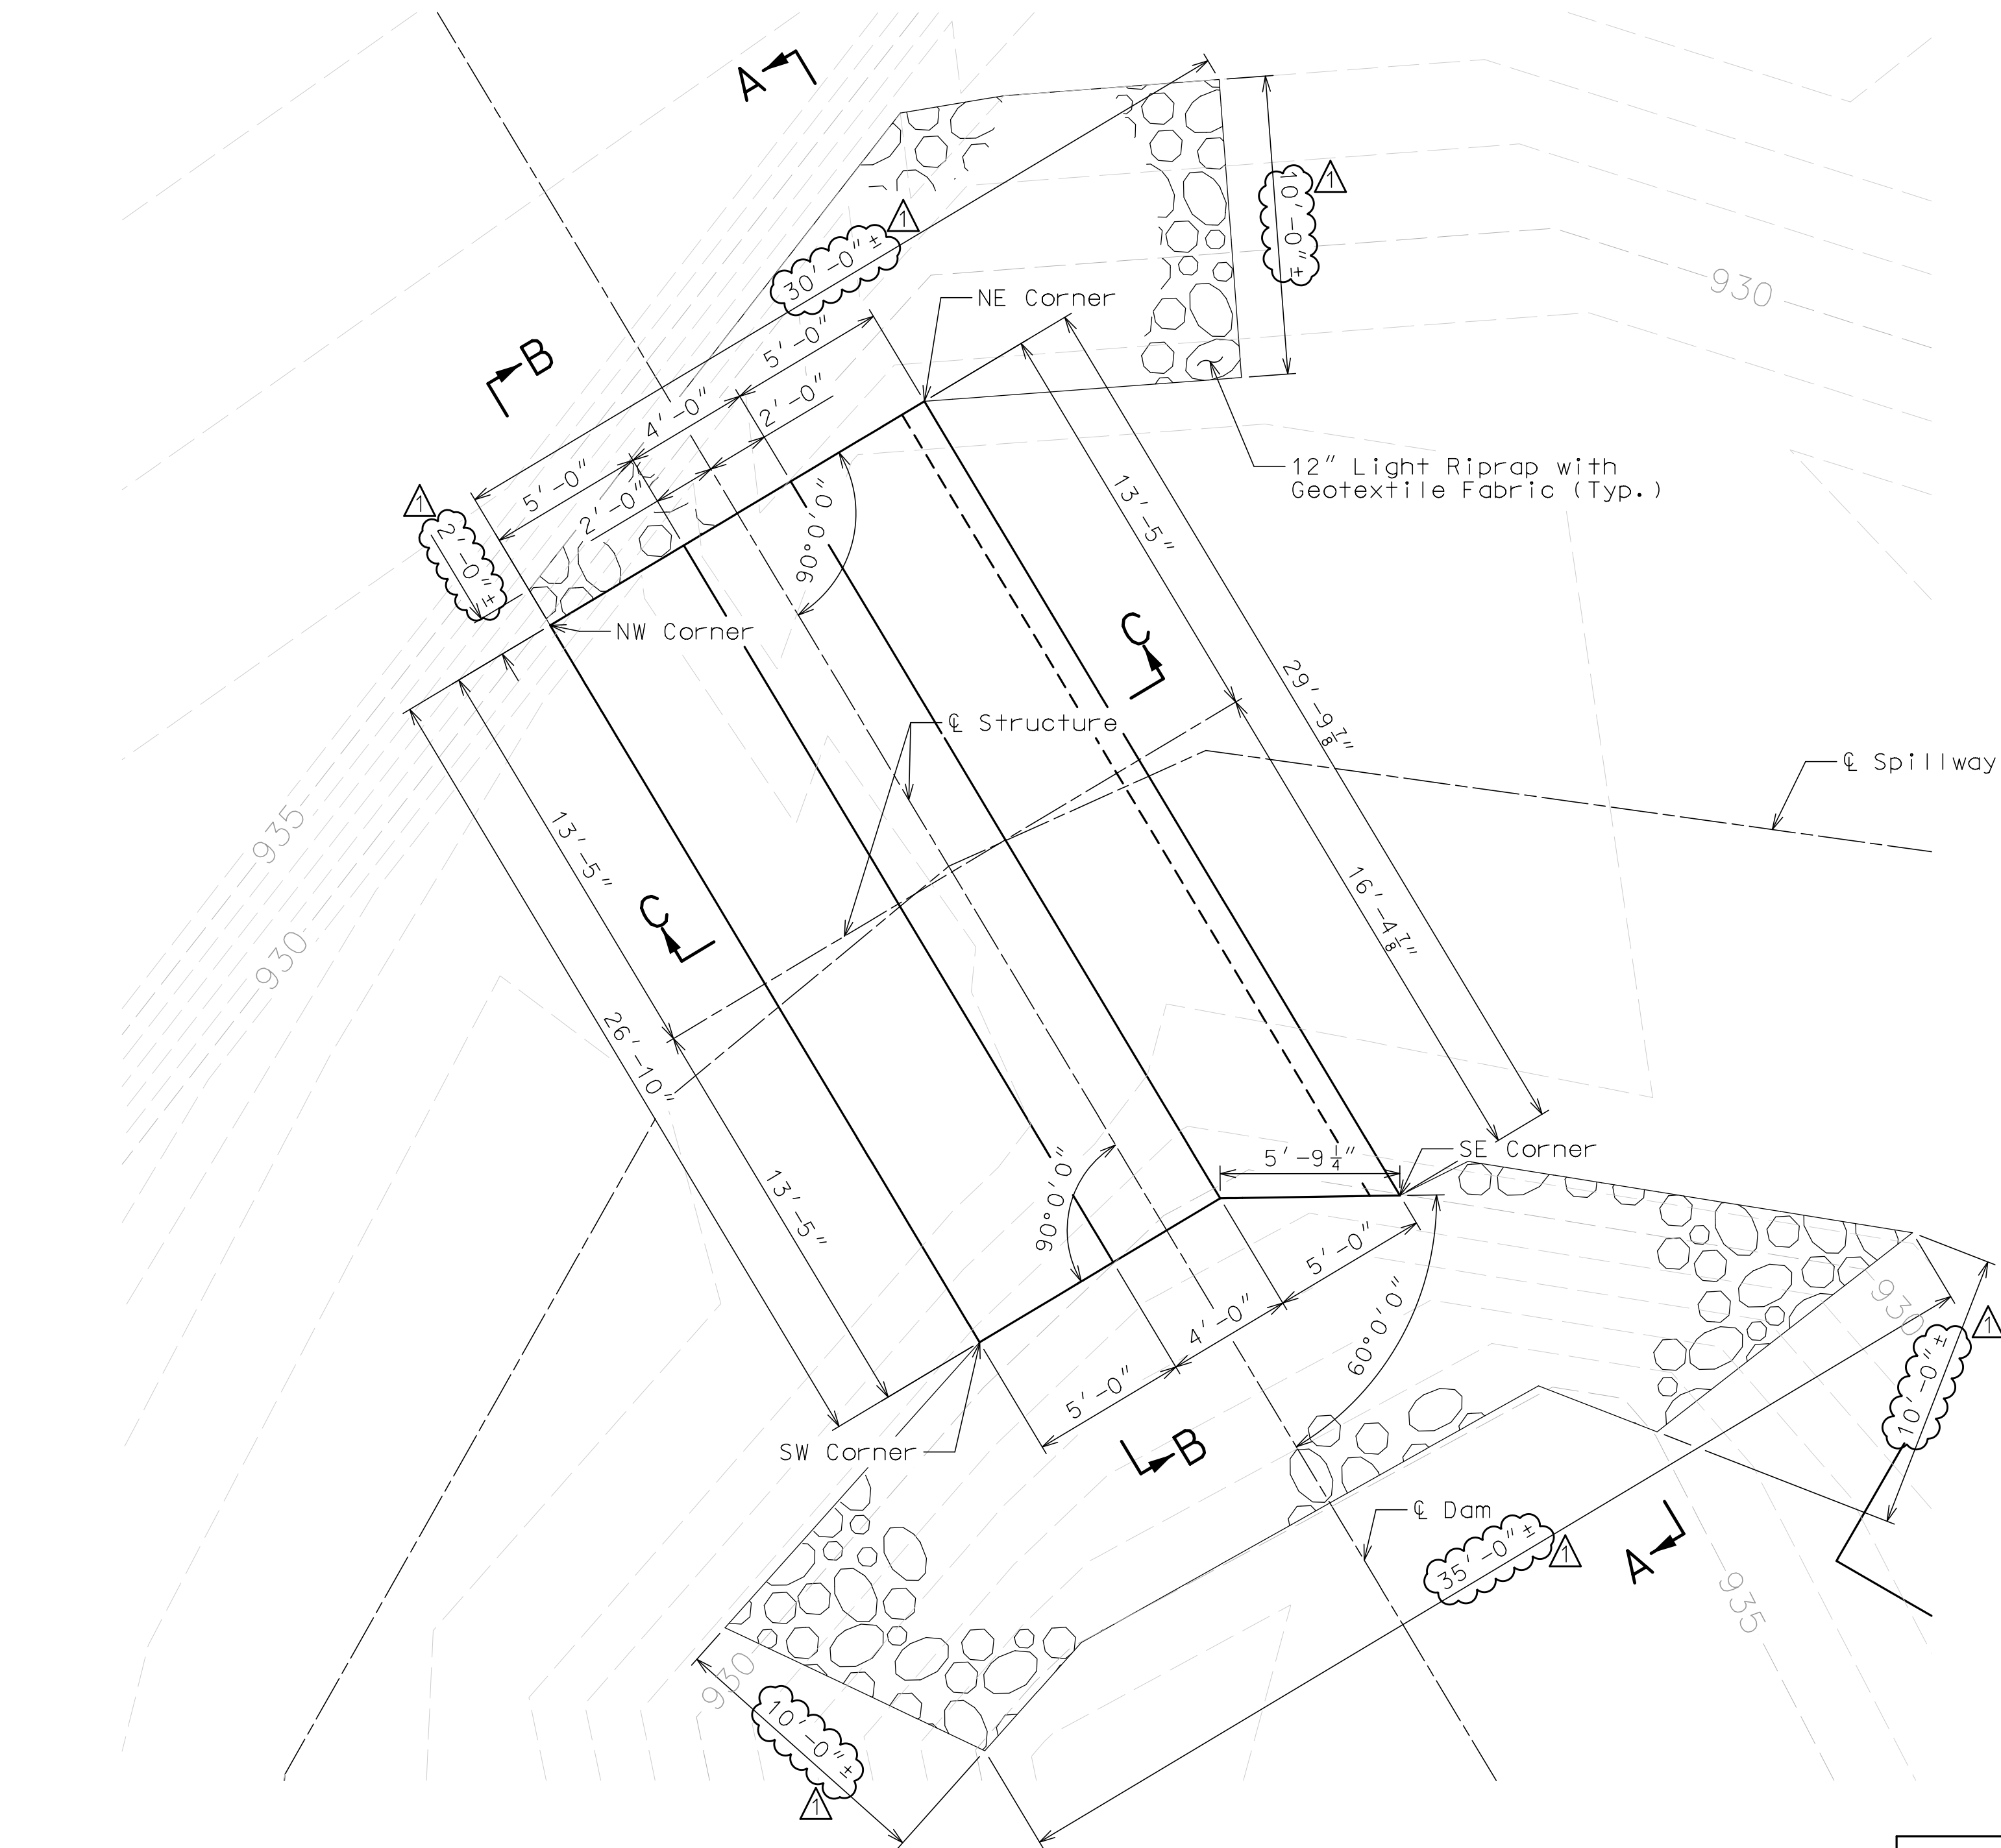 A
1
10'-0"±
1
30'-0"±
930
NE Corner
5'-0"
B
4'-0"
2'-0"
5'-0"
2'-0"
12" Light Riprap with
Geotextile Fabric (Typ.)
13'-5"
90°0'0"
1
2'-0"±
NW Corner
C
29'-9 7/8"
℄ Structure
℄ Spillway
935
13'-5"
16'-4 7/8"
C
930
26'-10"
SE Corner
5'-9 1/4"
90°0'0"
13'-5"
5'-0"
4'-0"
60°0'0"
930
1
10'-0"±
5'-0"
SW Corner
B
℄ Dam
35'-0"±
1
A
935
930
10'-0"±
1